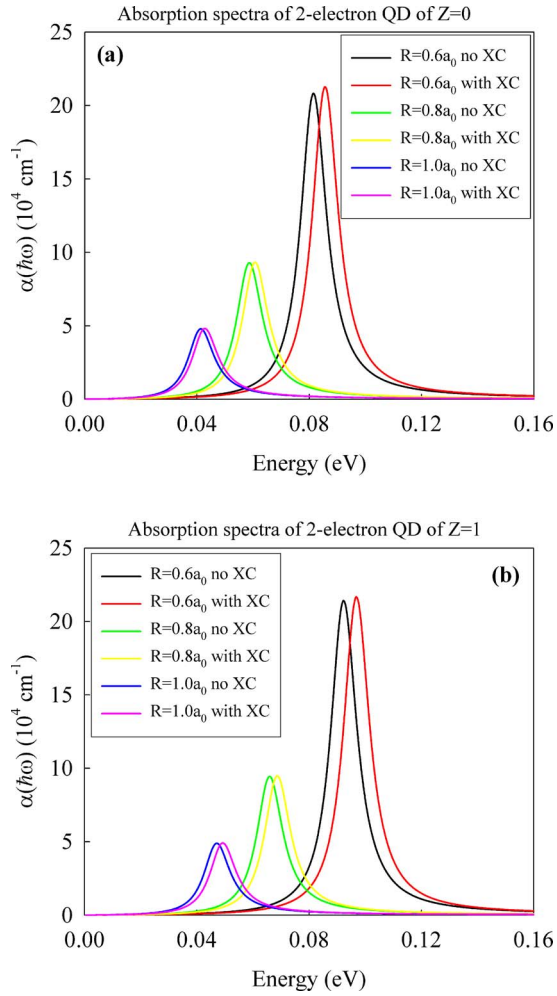 Absorption spectra of 2-electron QD of Z=0
(a)
R=0.6a₀ no XC
R=0.6a₀ with XC
R=0.8a₀ no XC
R=0.8a₀ with XC
R=1.0a₀ no XC
R=1.0a₀ with XC
25
20
15
10
5
0
α(ħω) (10⁴ cm⁻¹)
0.00 0.04 0.08 0.12 0.16
Energy (eV)
Absorption spectra of 2-electron QD of Z=1
(b)
R=0.6a₀ no XC
R=0.6a₀ with XC
R=0.8a₀ no XC
R=0.8a₀ with XC
R=1.0a₀ no XC
R=1.0a₀ with XC
25
20
15
10
5
0
α(ħω) (10⁴ cm⁻¹)
0.00 0.04 0.08 0.12 0.16
Energy (eV)